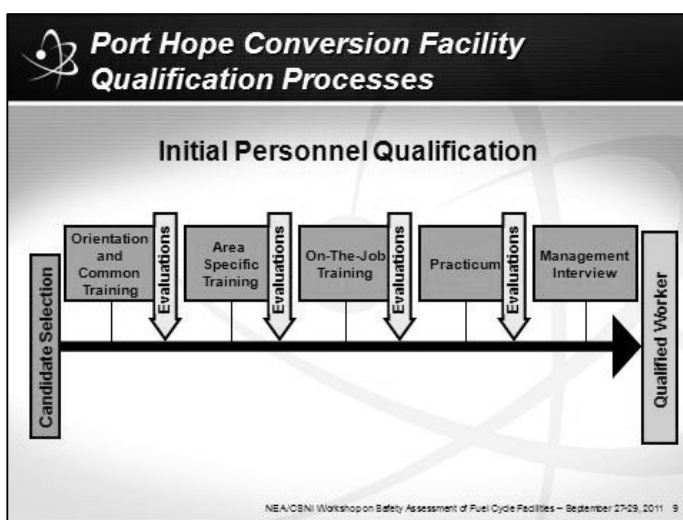 Port Hope Conversion Facility
Qualification Processes
Initial Personnel Qualification
Candidate Selection
Orientation
and
Common
Training
Evaluations
Area
Specific
Training
Evaluations
On-The-Job
Training
Evaluations
Practicum
Evaluations
Management
Interview
Qualified Worker
NEA/CSNI Workshop on Safety Assessment of Fuel Cycle Facilities – September 27-29, 2011 9